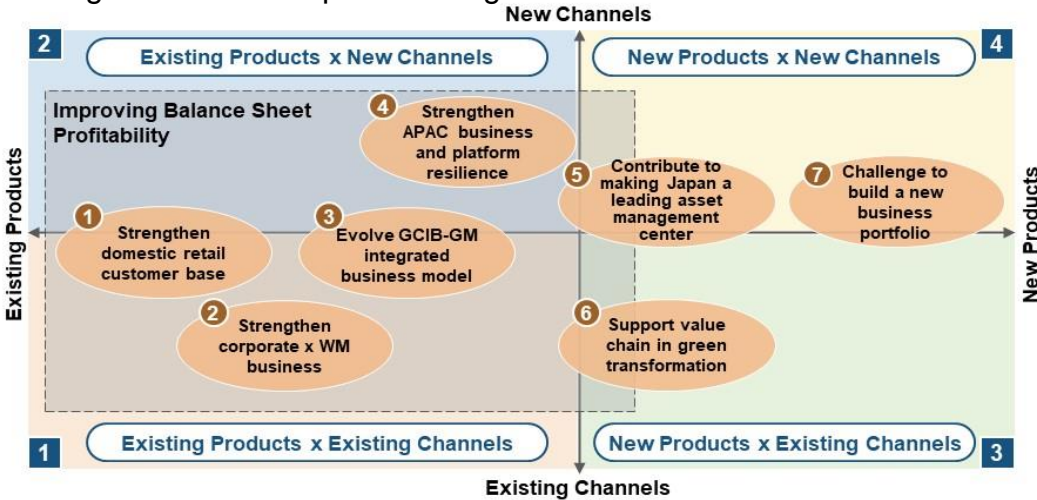 New Channels
2
Existing Products x New Channels
New Products x New Channels
4
Improving Balance Sheet
Profitability
4
Strengthen
APAC business
and platform
resilience
5
Contribute to
making Japan a
leading asset
management
center
7
Challenge to
build a new
business
portfolio
1
Strengthen
domestic retail
customer base
3
Evolve GCIB-GM
integrated
business model
Existing Products
New Products
2
Strengthen
corporate x WM
business
6
Support value
chain in green
transformation
1
Existing Products x Existing Channels
New Products x Existing Channels
3
Existing Channels